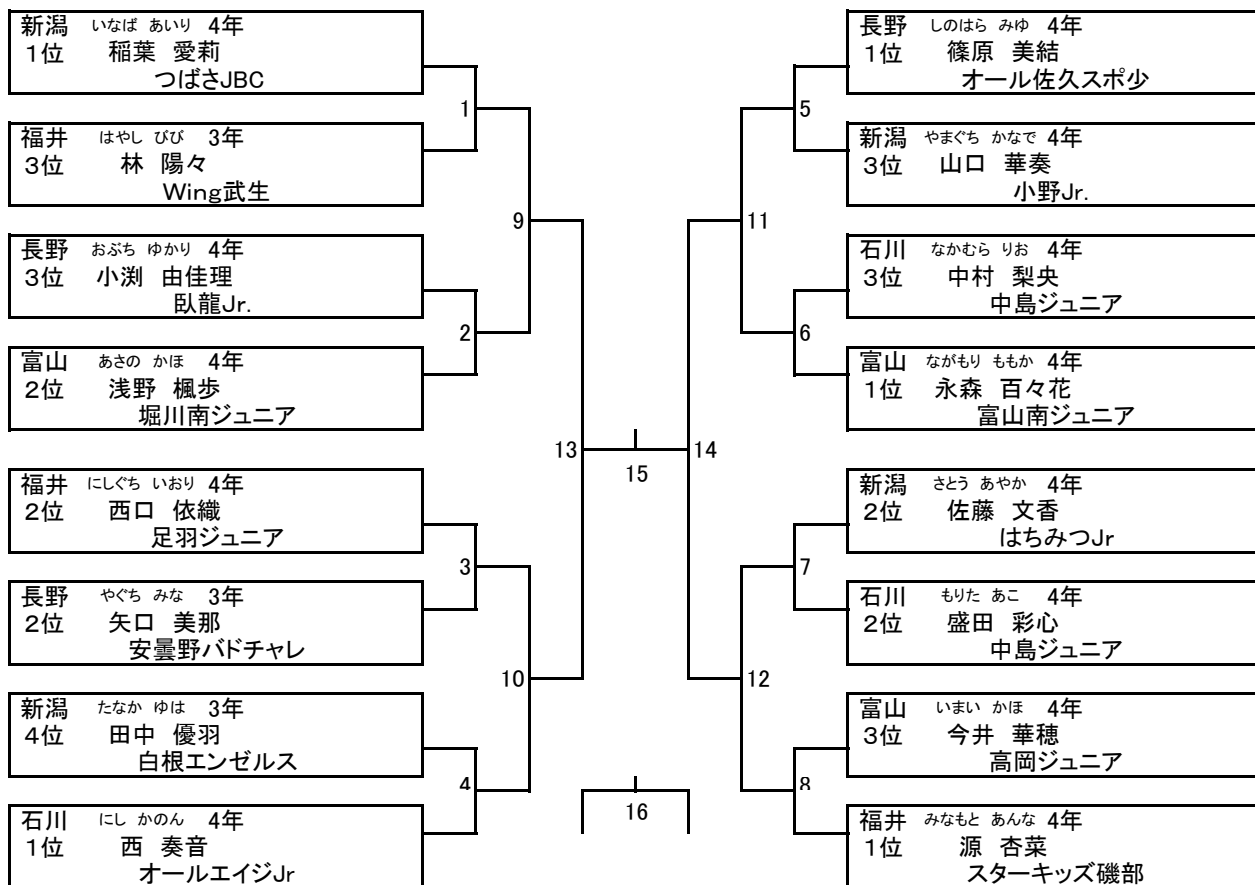 新潟 いなば あいり 4年
1位 稲葉 愛莉
つばさJBC
福井 はやし びび 3年
3位 林 陽々
Wing武生
長野 おぶち ゆかり 4年
3位 小渕 由佳理
臥龍Jr.
富山 あさの かほ 4年
2位 浅野 楓歩
堀川南ジュニア
福井 にしぐち いおり 4年
2位 西口 依織
足羽ジュニア
長野 やぐち みな 3年
2位 矢口 美那
安曇野バドチャレ
新潟 たなか ゆは 3年
4位 田中 優羽
白根エンゼルス
石川 にし かのん 4年
1位 西 奏音
オールエイジJr
1
2
3
4
9
10
13
15
16
14
11
12
5
6
7
8
長野 しのはら みゆ 4年
1位 篠原 美結
オール佐久スポ少
新潟 やまぐち かなで 4年
3位 山口 華奏
小野Jr.
石川 なかむら りお 4年
3位 中村 梨央
中島ジュニア
富山 ながもり ももか 4年
1位 永森 百々花
富山南ジュニア
新潟 さとう あやか 4年
2位 佐藤 文香
はちみつJr
石川 もりた あこ 4年
2位 盛田 彩心
中島ジュニア
富山 いまい かほ 4年
3位 今井 華穂
高岡ジュニア
福井 みなもと あんな 4年
1位 源 杏菜
スターキッズ磯部